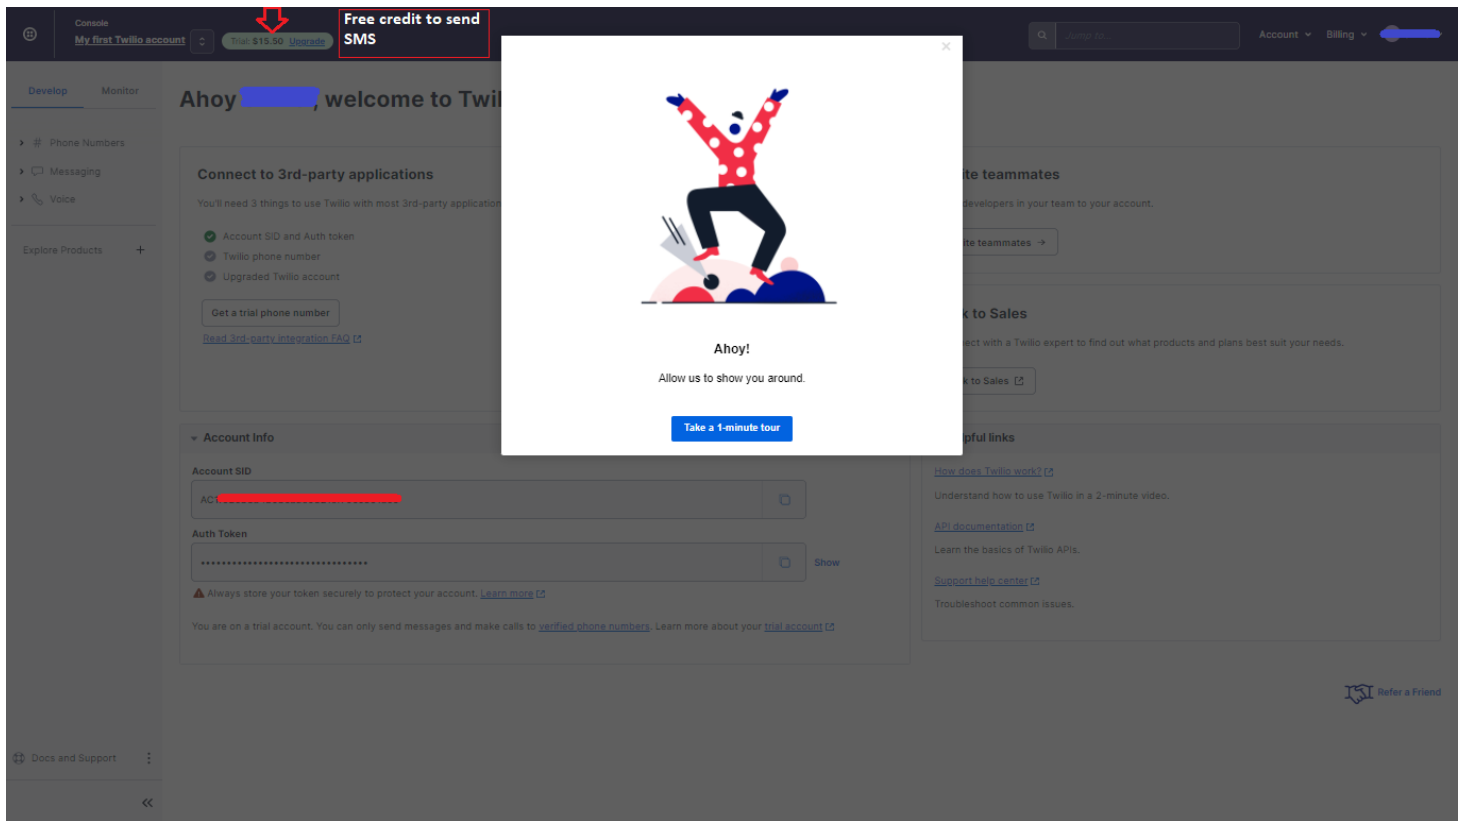 Console
My first Twilio account
Trial: $15.50 Upgrade
Free credit to send
SMS
Jump to...
Account
Billing
Develop
Monitor
Ahoy , welcome to Twil
Phone Numbers
Messaging
Voice
Explore Products
Docs and Support
Connect to 3rd-party applications
You'll need 3 things to use Twilio with most 3rd-party application
Account SID and Auth token
Twilio phone number
Upgraded Twilio account
Get a trial phone number
Read 3rd-party integration FAQ
Ahoy!
Allow us to show you around.
Take a 1-minute tour
ite teammates
developers in your team to your account.
ite teammates
k to Sales
ect with a Twilio expert to find out what products and plans best suit your needs.
k to Sales
Account Info
Account SID
Auth Token
Show
Always store your token securely to protect your account. Learn more
You are on a trial account. You can only send messages and make calls to verified phone numbers. Learn more about your trial account
pful links
How does Twilio work?
Understand how to use Twilio in a 2-minute video.
API documentation
Learn the basics of Twilio APIs.
Support help center
Troubleshoot common issues.
Refer a Friend